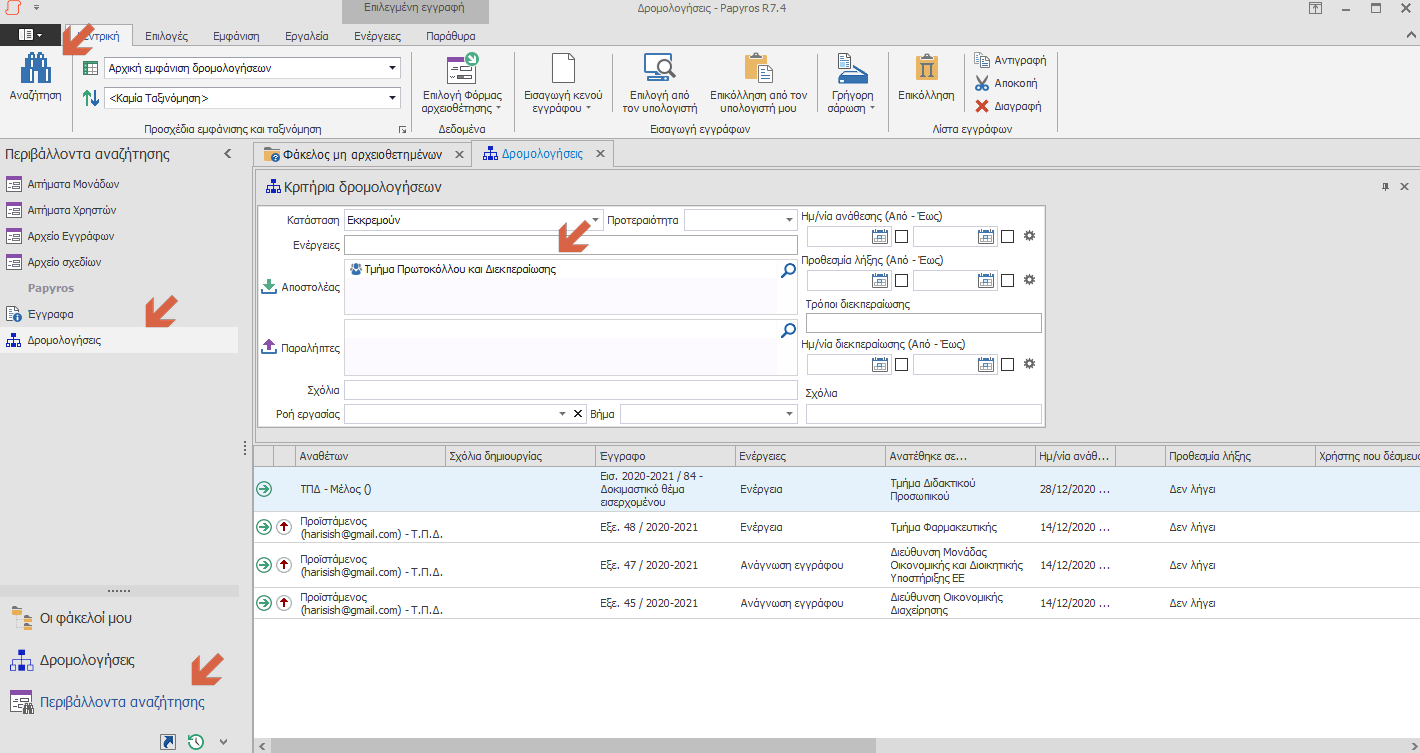 Επιλεγμένη εγγραφή
Δρομολογήσεις - Papyros R7.4
Κεντρική Επιλογές Εμφάνιση Εργαλεία Ενέργειες Παράθυρα
Αναζήτηση
Αρχική εμφάνιση δρομολογήσεων
<Καμία Ταξινόμηση>
Προσχέδια εμφάνισης και ταξινόμηση
Επιλογή Φόρμας
αρχειοθέτησης
Δεδομένα
Εισαγωγή κενού
εγγράφου
Επιλογή από
τον υπολογιστή
Επικόλληση από τον
υπολογιστή μου
Γρήγορη
σάρωση
Εισαγωγή εγγράφων
Επικόλληση
Αντιγραφή
Αποκοπή
Διαγραφή
Λίστα εγγράφων
Περιβάλλοντα αναζήτησης
Αιτήματα Μονάδων
Αιτήματα Χρηστών
Αρχείο Εγγράφων
Αρχείο σχεδίων
Papyros
Έγγραφα
Δρομολογήσεις
Οι φάκελοί μου
Δρομολογήσεις
Περιβάλλοντα αναζήτησης
Φάκελος μη αρχειοθετημένων
Δρομολογήσεις
Κριτήρια δρομολογήσεων
Κατάσταση Εκκρεμούν Προτεραιότητα
Ενέργειες
Αποστολέας Τμήμα Πρωτοκόλλου και Διεκπεραίωσης
Παραλήπτες
Σχόλια
Ροή εργασίας Βήμα
Ημ/νία ανάθεσης (Από - Έως)
Προθεσμία λήξης (Από - Έως)
Τρόποι διεκπεραίωσης
Ημ/νία διεκπεραίωσης (Από - Έως)
Σχόλια
Αναθέτων Σχόλια δημιουργίας Έγγραφο Ενέργειες Ανατέθηκε σε... Ημ/νία ανάθ... Προθεσμία λήξης Χρήστης που δέσμευσ
ΤΠΔ - Μέλος () Εισ. 2020-2021 / 84 - Ενέργεια Τμήμα Διδακτικού 28/12/2020 ... Δεν λήγει
Δοκιμαστικό θέμα Προσωπικού
εισερχομένου
Προϊστάμενος Εξε. 48 / 2020-2021 Ενέργεια Τμήμα Φαρμακευτικής 14/12/2020 ... Δεν λήγει
(harisish@gmail.com) - Τ.Π.Δ.
Προϊστάμενος Εξε. 47 / 2020-2021 Ανάγνωση εγγράφου Διεύθυνση Μονάδας 14/12/2020 ... Δεν λήγει
(harisish@gmail.com) - Τ.Π.Δ. Οικονομικής και Διοικητικής
Υποστήριξης ΕΕ
Προϊστάμενος Εξε. 45 / 2020-2021 Ανάγνωση εγγράφου Διεύθυνση Οικονομικής 14/12/2020 ... Δεν λήγει
(harisish@gmail.com) - Τ.Π.Δ. Διαχείρησης